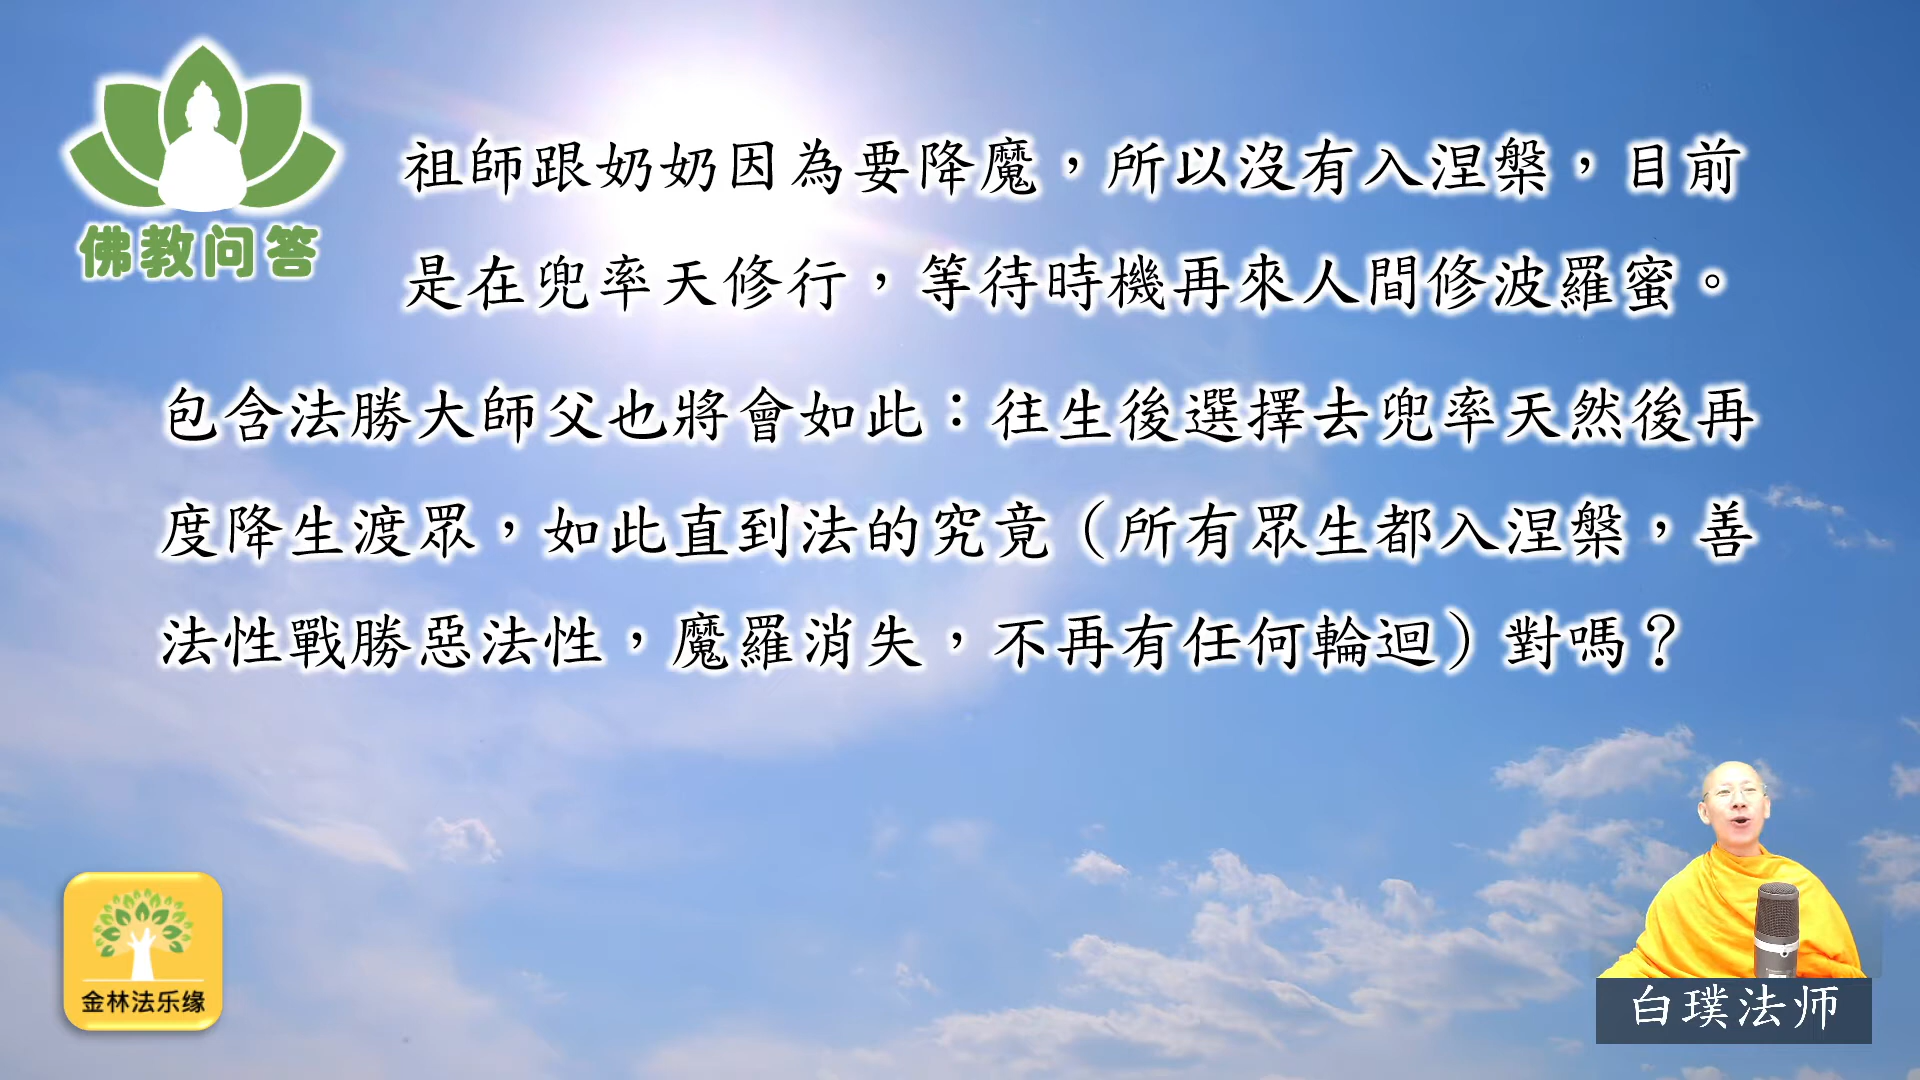 佛教问答
祖師跟奶奶因為要降魔，所以沒有入涅槃，目前
是在兜率天修行，等待時機再來人間修波羅蜜。
包含法勝大師父也將會如此：往生後選擇去兜率天然後再
度降生渡眾，如此直到法的究竟（所有眾生都入涅槃，善
法性戰勝惡法性，魔羅消失，不再有任何輪迴）對嗎？
金林法乐缘
白璞法师